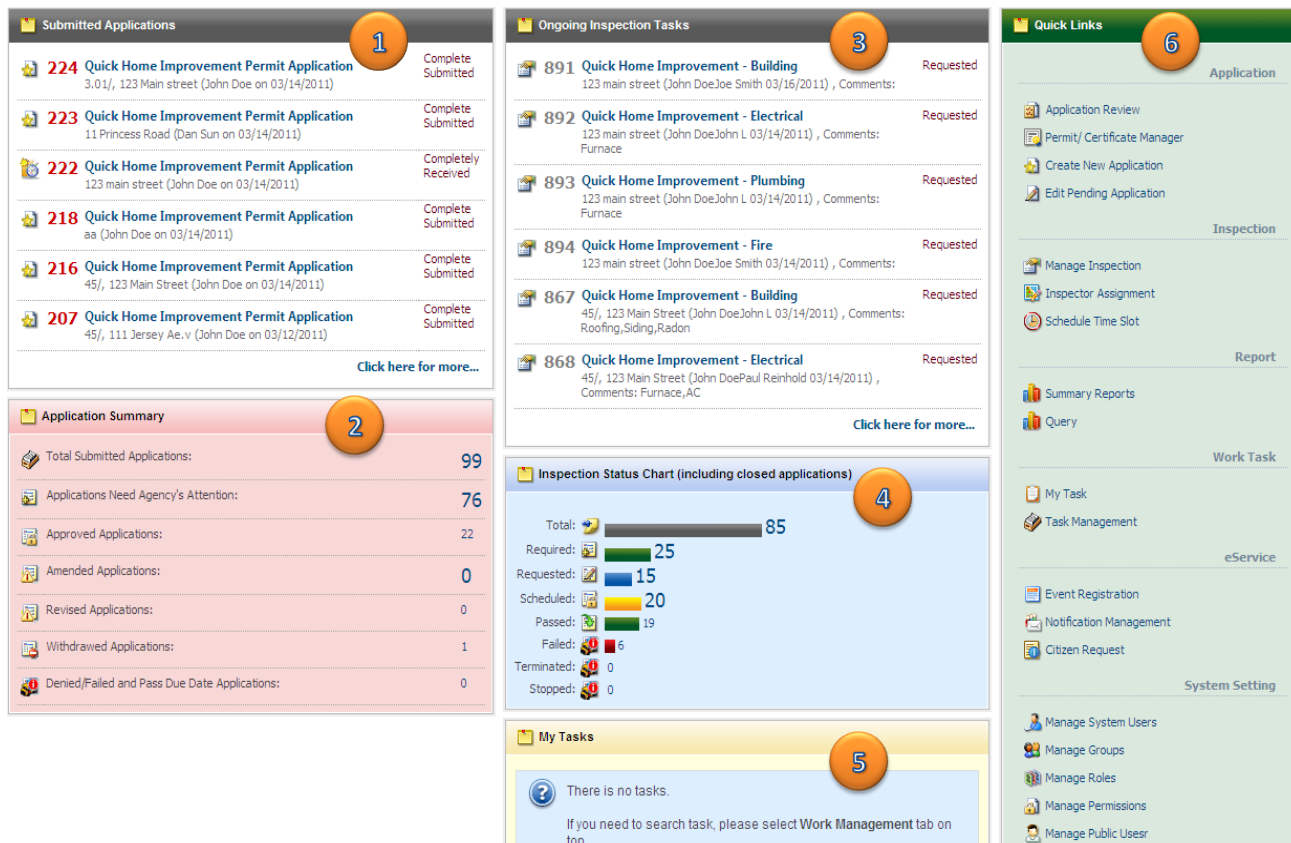 Submitted Applications
1
224 Quick Home Improvement Permit Application
3.01/, 123 Main street (John Doe on 03/14/2011)
Complete
Submitted
223 Quick Home Improvement Permit Application
11 Princess Road (Dan Sun on 03/14/2011)
Complete
Submitted
222 Quick Home Improvement Permit Application
123 main street (John Doe on 03/14/2011)
Completely
Received
218 Quick Home Improvement Permit Application
aa (John Doe on 03/14/2011)
Complete
Submitted
216 Quick Home Improvement Permit Application
45/, 123 Main Street (John Doe on 03/14/2011)
Complete
Submitted
207 Quick Home Improvement Permit Application
45/, 111 Jersey Ae.v (John Doe on 03/12/2011)
Complete
Submitted
Click here for more...
Application Summary
2
Total Submitted Applications: 99
Applications Need Agency's Attention: 76
Approved Applications: 22
Amended Applications: 0
Revised Applications: 0
Withdrawed Applications: 1
Denied/Failed and Pass Due Date Applications: 0
Ongoing Inspection Tasks
3
891 Quick Home Improvement - Building Requested
123 main street (John DoeJoe Smith 03/16/2011) , Comments:
892 Quick Home Improvement - Electrical Requested
123 main street (John DoeJohn L 03/14/2011) , Comments:
Furnace
893 Quick Home Improvement - Plumbing Requested
123 main street (John DoeJohn L 03/14/2011) , Comments:
Furnace
894 Quick Home Improvement - Fire Requested
123 main street (John DoeJoe Smith 03/14/2011) , Comments:
867 Quick Home Improvement - Building Requested
45/, 123 Main Street (John DoeJohn L 03/14/2011) , Comments:
Roofing,Siding,Radon
868 Quick Home Improvement - Electrical Requested
45/, 123 Main Street (John DoePaul Reinhold 03/14/2011) ,
Comments: Furnace,AC
Click here for more...
Inspection Status Chart (including closed applications)
4
Total: 85
Required: 25
Requested: 15
Scheduled: 20
Passed: 19
Failed: 6
Terminated: 0
Stopped: 0
My Tasks
5
There is no tasks.
If you need to search task, please select Work Management tab on
top
Quick Links
6
Application
Application Review
Permit/ Certificate Manager
Create New Application
Edit Pending Application
Inspection
Manage Inspection
Inspector Assignment
Schedule Time Slot
Report
Summary Reports
Query
Work Task
My Task
Task Management
eService
Event Registration
Notification Management
Citizen Request
System Setting
Manage System Users
Manage Groups
Manage Roles
Manage Permissions
Manage Public Usesr